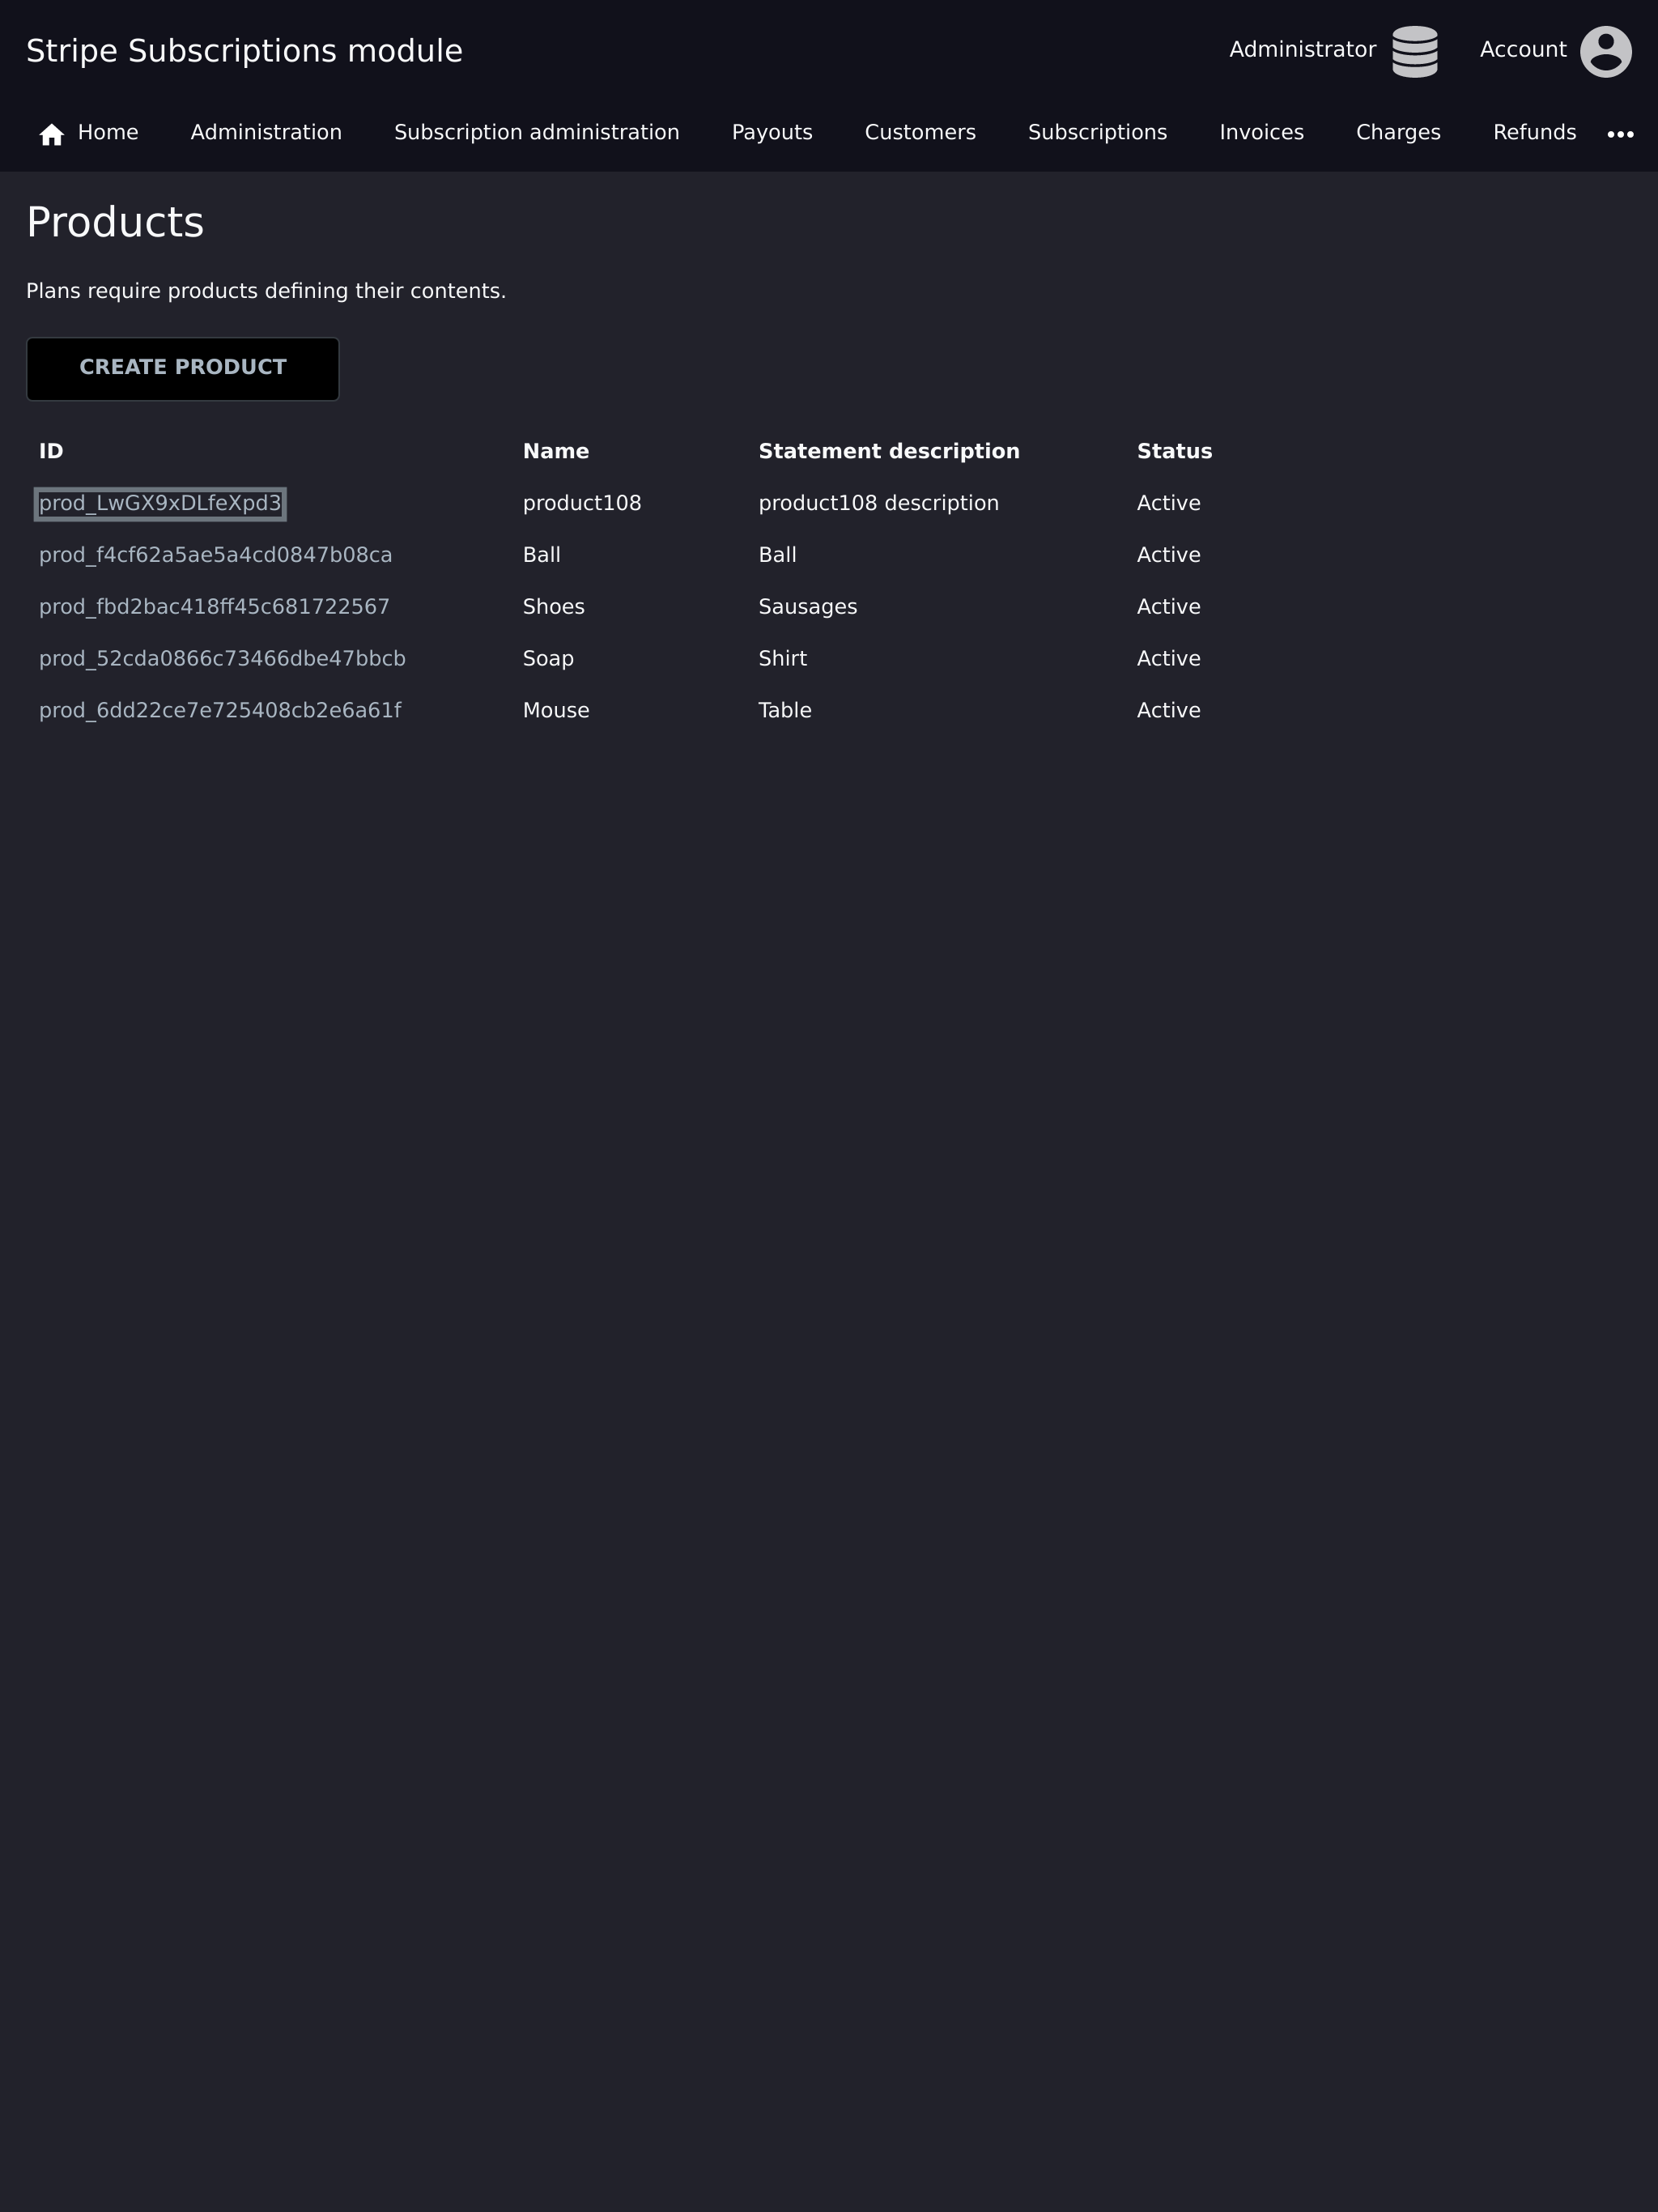 Stripe Subscriptions module
Administrator
Account
Home Administration Subscription administration Payouts Customers Subscriptions Invoices Charges Refunds •••
Products
Plans require products defining their contents.
CREATE PRODUCT
ID Name Statement description Status
prod_LwGX9xDLfeXpd3 product108 product108 description Active
prod_f4cf62a5ae5a4cd0847b08ca Ball Ball Active
prod_fbd2bac418ff45c681722567 Shoes Sausages Active
prod_52cda0866c73466dbe47bbcb Soap Shirt Active
prod_6dd22ce7e725408cb2e6a61f Mouse Table Active